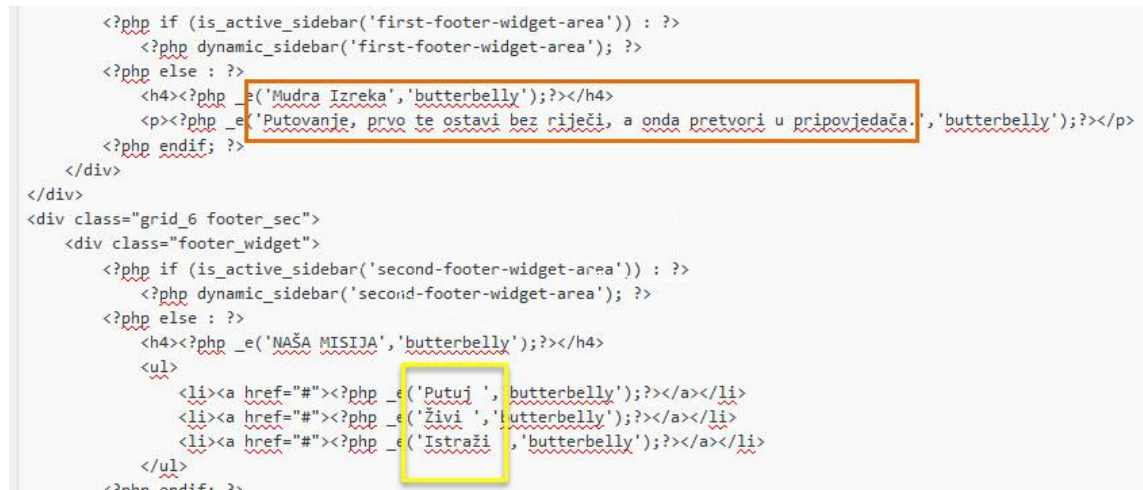 <?php if (is_active_sidebar('first-footer-widget-area')) : ?>
<?php dynamic_sidebar('first-footer-widget-area'); ?>
<?php else : ?>
<h4><?php _e('Mudra Izreka','butterbelly');?></h4>
<p><?php _e('Putovanje, prvo te ostavi bez riječi, a onda pretvori u pripovjedača.','butterbelly');?></p>
<?php endif; ?>
</div>
</div>
<div class="grid_6 footer_sec">
<div class="footer_widget">
<?php if (is_active_sidebar('second-footer-widget-area')) : ?>
<?php dynamic_sidebar('second-footer-widget-area'); ?>
<?php else : ?>
<h4><?php _e('NAŠA MISIJA','butterbelly');?></h4>
<ul>
<li><a href="#"><?php _e('Putuj ','butterbelly');?></a></li>
<li><a href="#"><?php _e('Živi ','butterbelly');?></a></li>
<li><a href="#"><?php _e('Istraži ','butterbelly');?></a></li>
</ul>
<?php endif; ?>